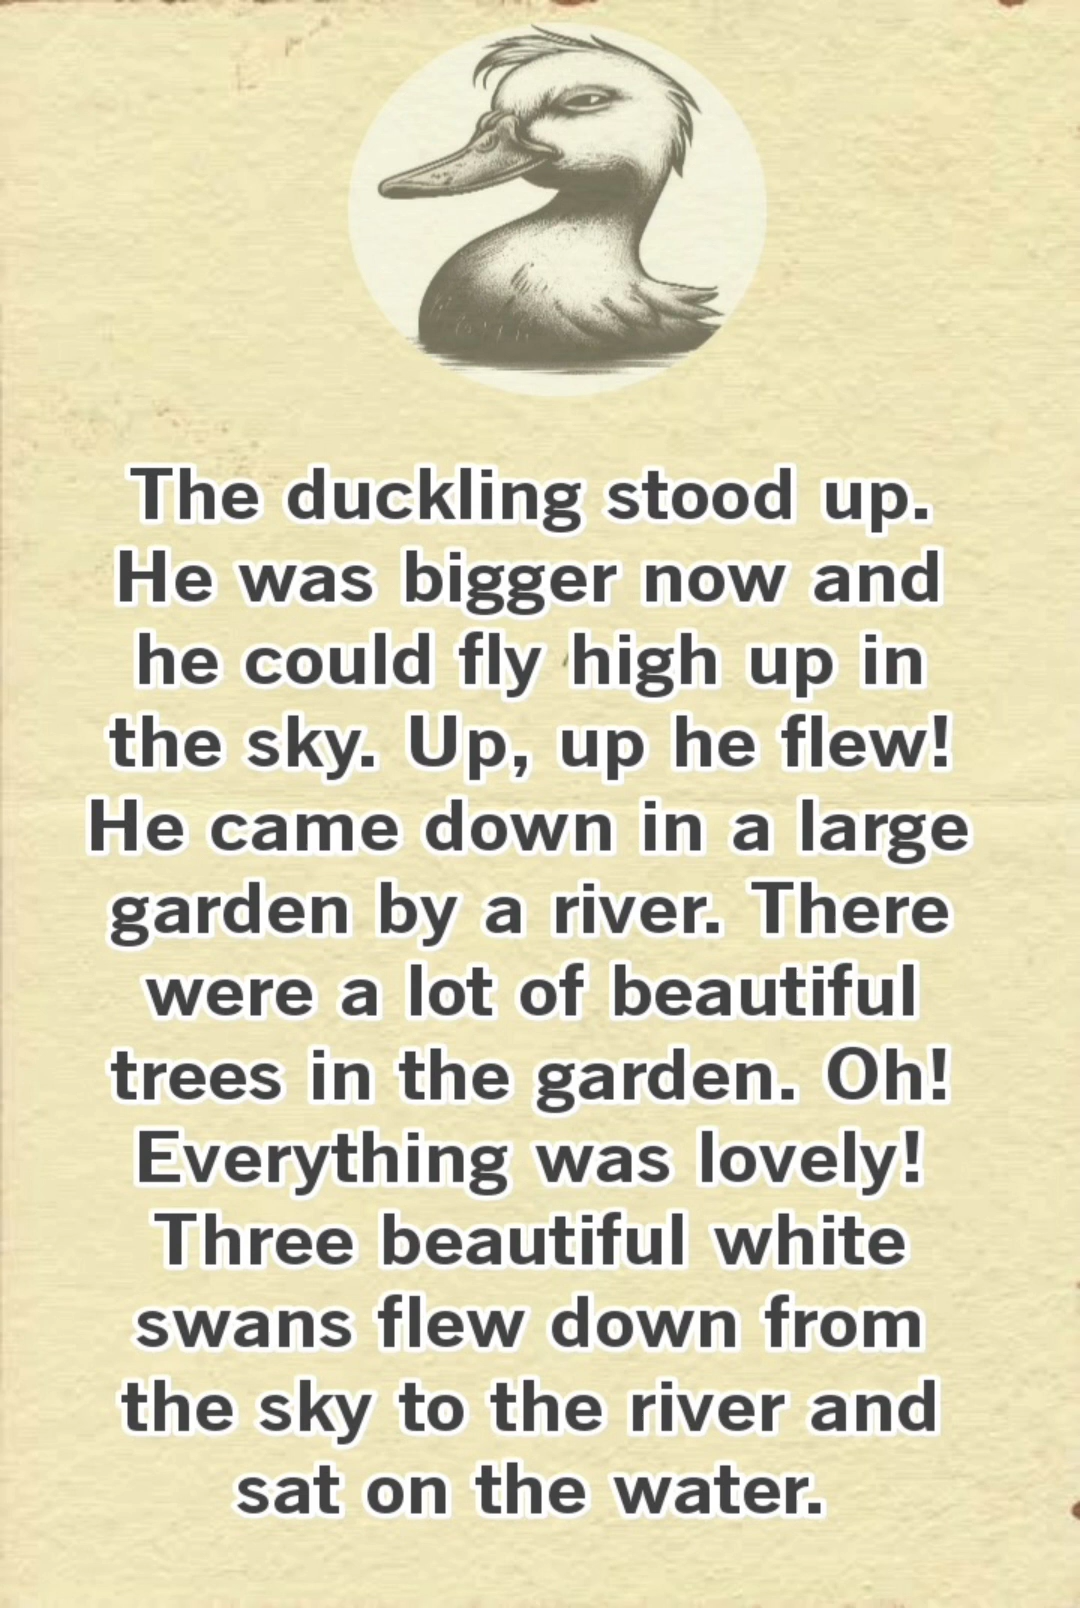 The duckling stood up.
He was bigger now and
he could fly high up in
the sky. Up, up he flew!
He came down in a large
garden by a river. There
were a lot of beautiful
trees in the garden. Oh!
Everything was lovely!
Three beautiful white
swans flew down from
the sky to the river and
sat on the water.